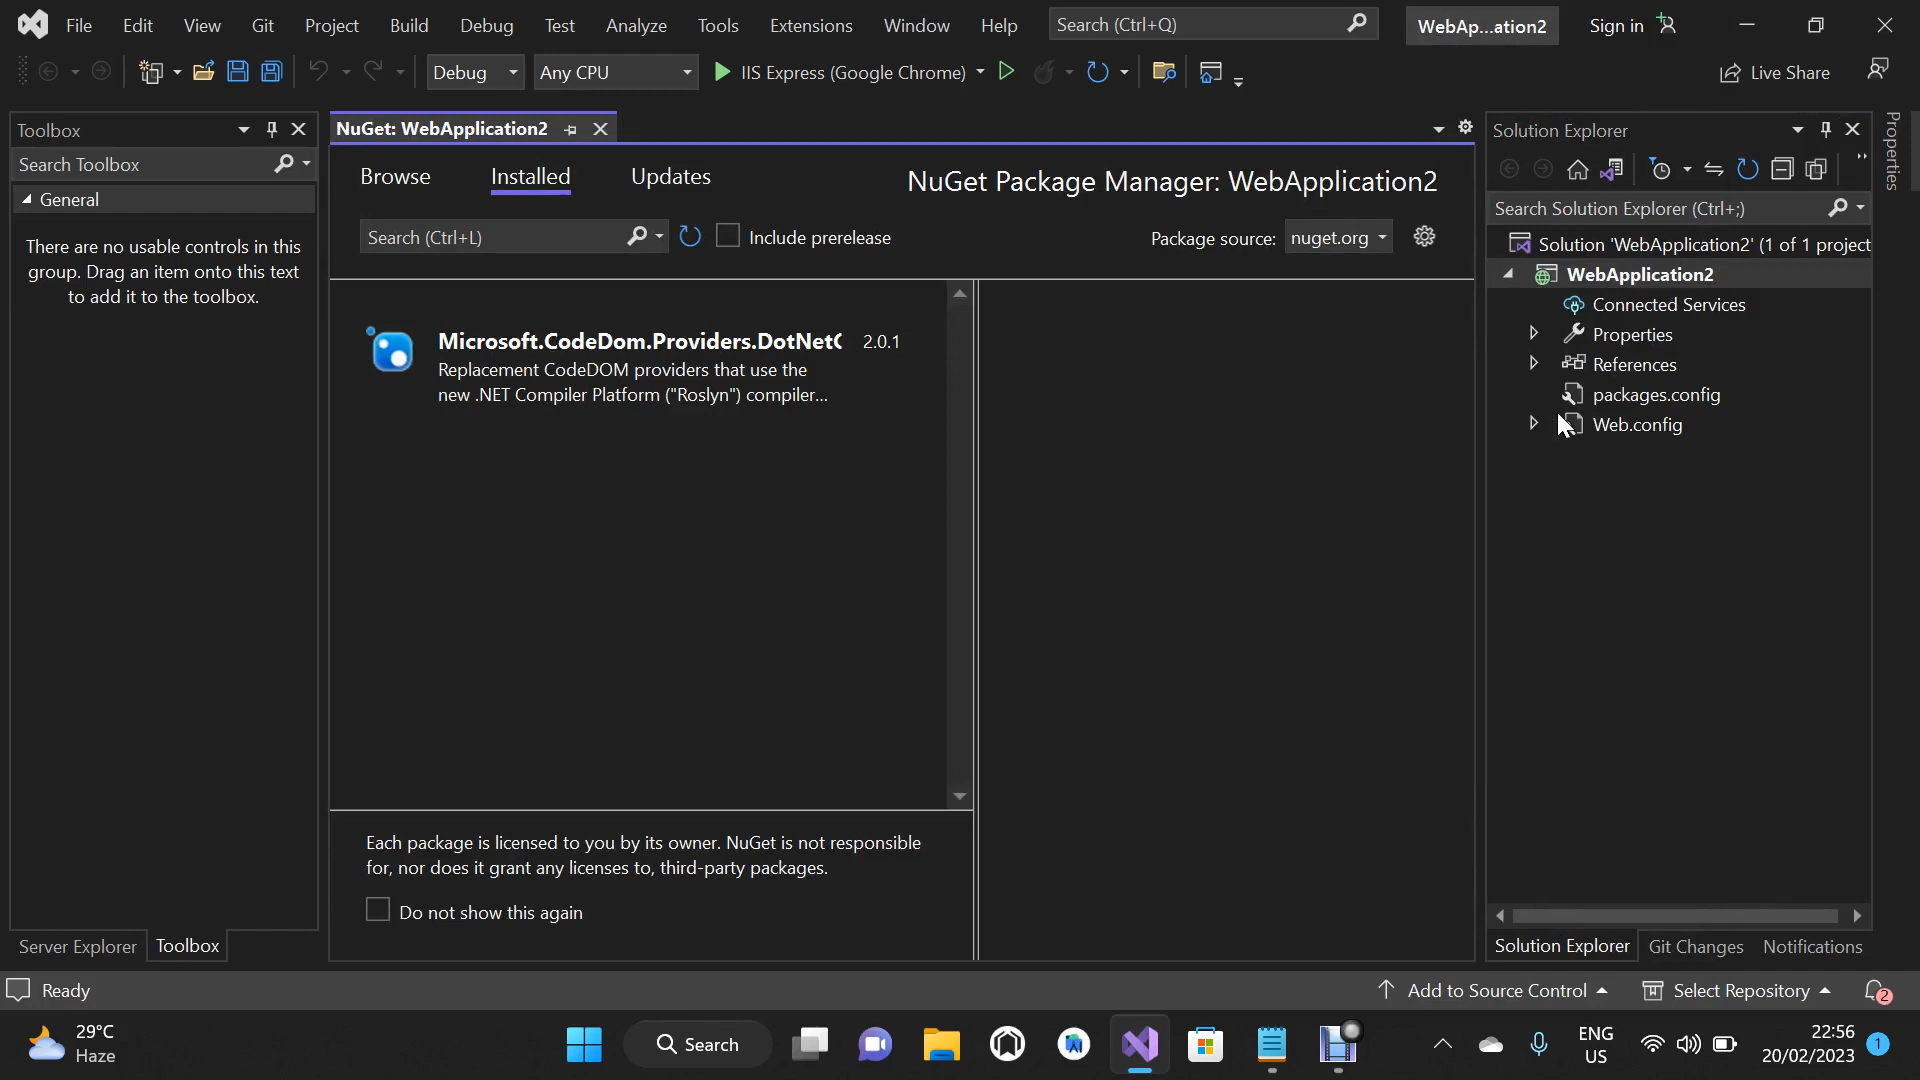 File Edit View Git Project Build Debug Test Analyze Tools Extensions Window Help Search (Ctrl+Q) WebAp...ation2 Sign in
Debug Any CPU IIS Express (Google Chrome) Live Share
Toolbox
Search Toolbox
General
There are no usable controls in this
group. Drag an item onto this text
to add it to the toolbox.
Server Explorer Toolbox
NuGet: WebApplication2
Browse Installed Updates NuGet Package Manager: WebApplication2
Search (Ctrl+L) Include prerelease Package source: nuget.org
Microsoft.CodeDom.Providers.DotNetC 2.0.1
Replacement CodeDOM providers that use the
new .NET Compiler Platform ("Roslyn") compiler...
Each package is licensed to you by its owner. NuGet is not responsible
for, nor does it grant any licenses to, third-party packages.
Do not show this again
Solution Explorer
Search Solution Explorer (Ctrl+;)
Solution 'WebApplication2' (1 of 1 project
WebApplication2
Connected Services
Properties
References
packages.config
Web.config
Solution Explorer Git Changes Notifications
Properties
Ready Add to Source Control Select Repository 2
29°C
Haze
Search
ENG
US
22:56
20/02/2023
1